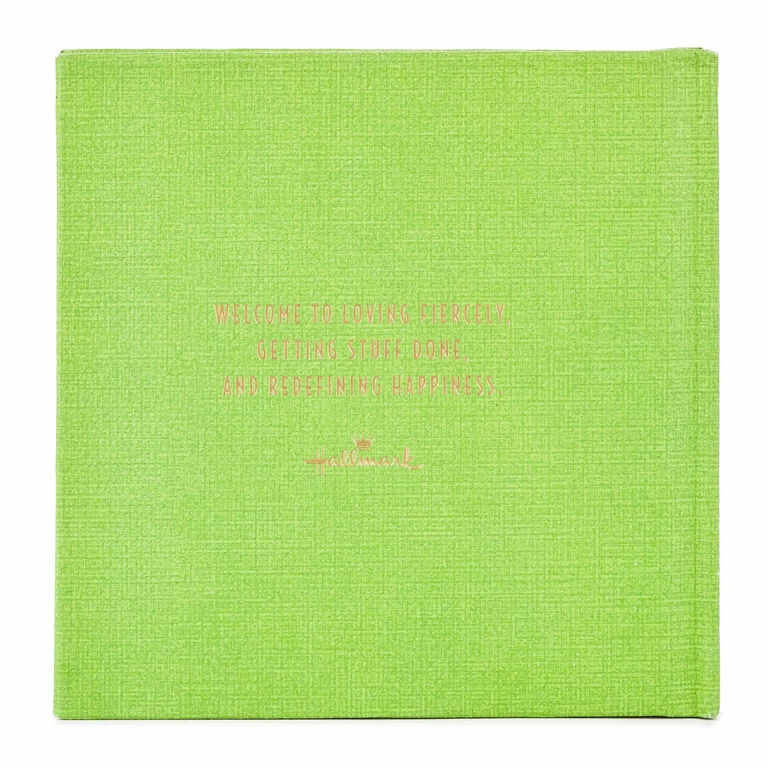 WELCOME TO LOVING FIERCELY,
GETTING STUFF DONE,
AND REDEFINING HAPPINESS.
Hallmark